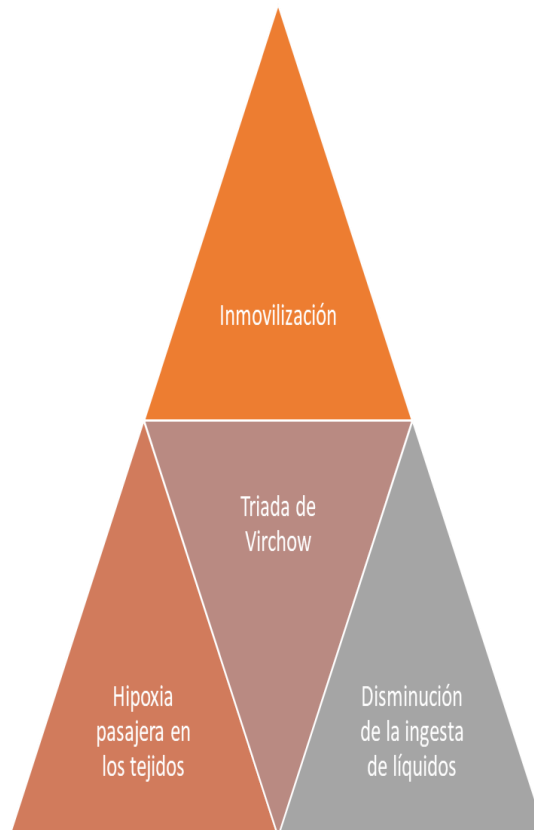 Inmovilización
Triada de
Virchow
Hipoxia
pasajera en
los tejidos
Disminución
de la ingesta
de líquidos